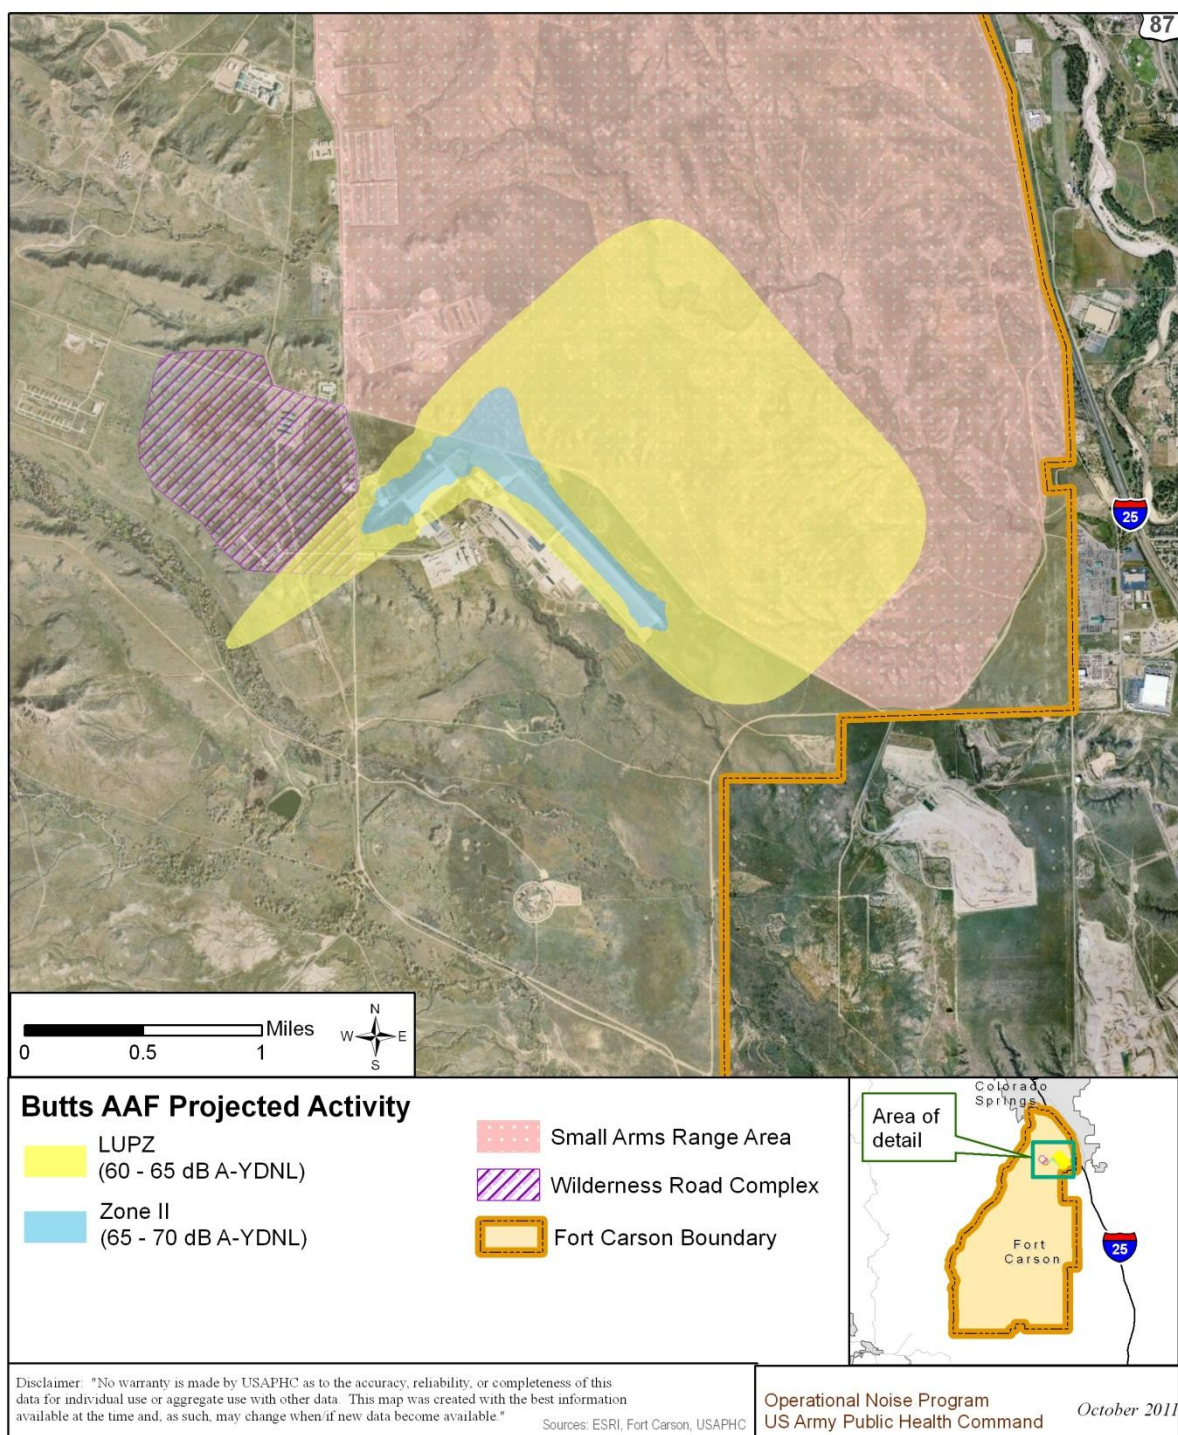 87
25
Miles
0 0.5 1
N
W E
S
Butts AAF Projected Activity
LUPZ
(60 - 65 dB A-YDNL)
Zone II
(65 - 70 dB A-YDNL)
Small Arms Range Area
Wilderness Road Complex
Fort Carson Boundary
Colorado
Springs
Area of
detail
Fort
Carson
25
Disclaimer: "No warranty is made by USAPHC as to the accuracy, reliability, or completeness of this
data for individual use or aggregate use with other data. This map was created with the best information
available at the time and, as such, may change when/if new data become available."
Sources: ESRI, Fort Carson, USAPHC
Operational Noise Program
US Army Public Health Command
October 2011